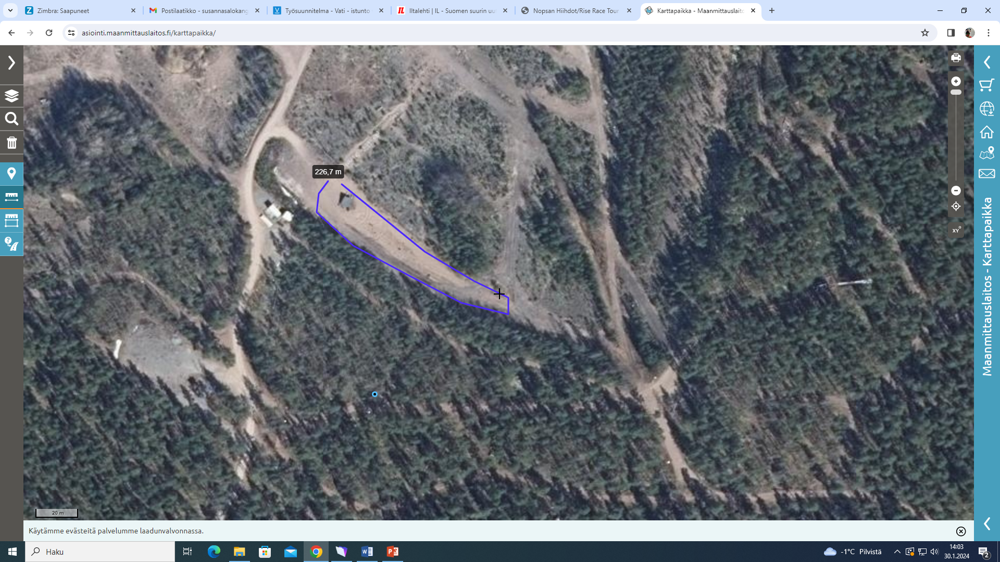 Zimbra: Saapuneet
Postilaatikko - susannasalokang
Työsuunnitelma - Vati - istunto
Iltalehti | IL - Suomen suurin uu
Nopsan Hiihdot/Rise Race Tour
Karttapaikka - Maanmittauslaito
asiointi.maanmittauslaitos.fi/karttapaikka/
226,7 m
XY°
Maanmittauslaitos - Karttapaikka
20 m
Käytämme evästeitä palvelumme laadunvalvonnassa.
Haku
-1°C Pilvistä
14:03
30.1.2024
2